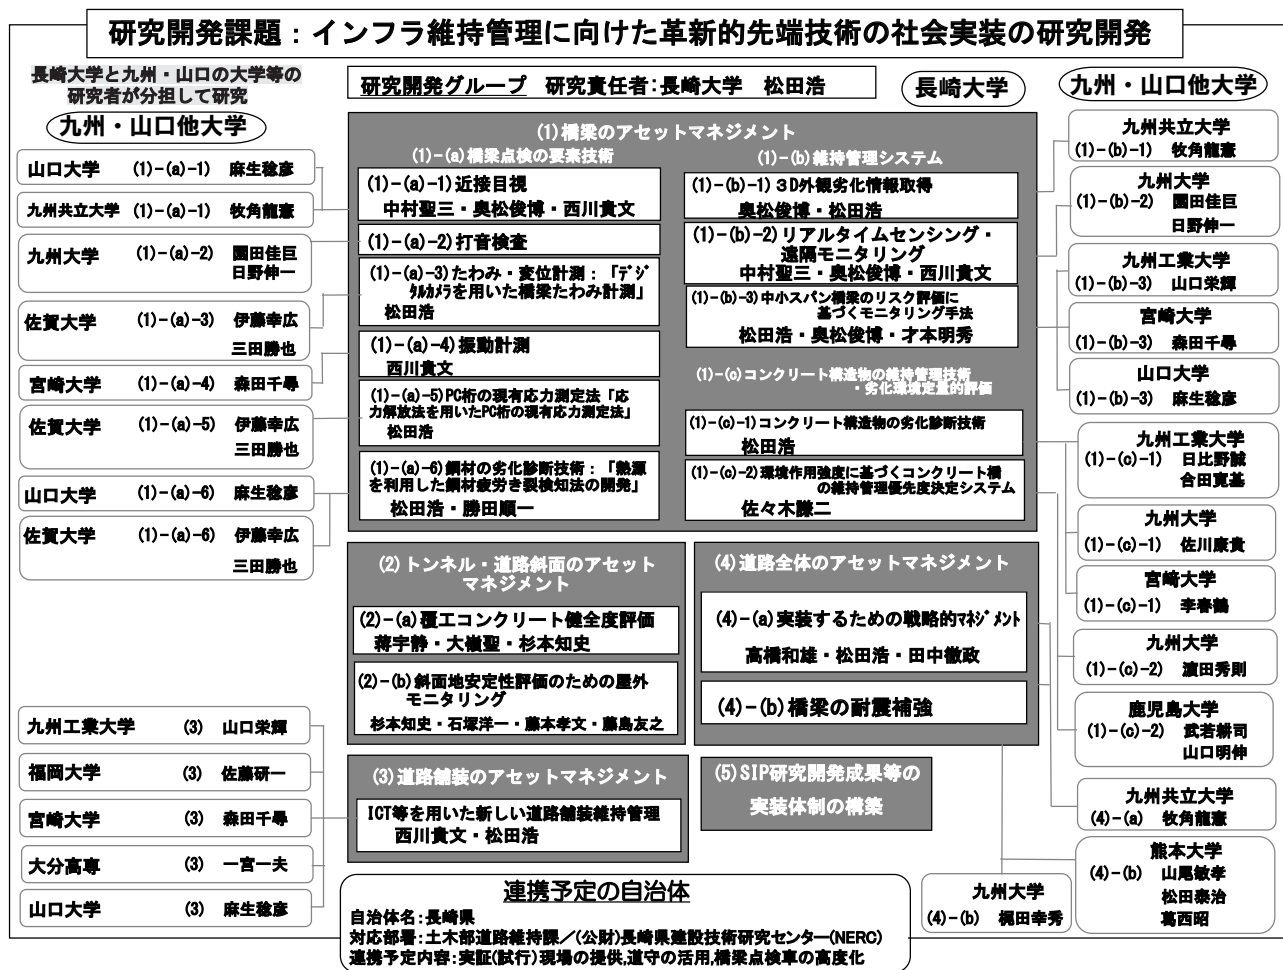 研究開発課題：インフラ維持管理に向けた革新的先端技術の社会実装の研究開発
長崎大学と九州・山口の大学等の
研究者が分担して研究
九州・山口他大学
山口大学 (1)-(a)-1) 麻生稔彦
九州共立大学 (1)-(a)-1) 牧角龍憲
九州大学 (1)-(a)-2) 園田佳巨
日野伸一
佐賀大学 (1)-(a)-3) 伊藤幸広
三田勝也
宮崎大学 (1)-(a)-4) 森田千尋
佐賀大学 (1)-(a)-5) 伊藤幸広
三田勝也
山口大学 (1)-(a)-6) 麻生稔彦
佐賀大学 (1)-(a)-6) 伊藤幸広
三田勝也
九州工業大学 (3) 山口栄輝
福岡大学 (3) 佐藤研一
宮崎大学 (3) 森田千尋
大分高専 (3) 一宮一夫
山口大学 (3) 麻生稔彦
研究開発グループ 研究責任者：長崎大学 松田浩
長崎大学
(1)橋梁のアセットマネジメント
(1)-(a)橋梁点検の要素技術
(1)-(a)-1)近接目視
中村聖三・奥松俊博・西川貴文
(1)-(a)-2)打音検査
(1)-(a)-3)たわみ・変位計測：「デジ
タルカメラを用いた橋梁たわみ計測」
松田浩
(1)-(a)-4)振動計測
西川貴文
(1)-(a)-5)PC桁の現有応力測定法「応
力解放法を用いたPC桁の現有応力測定法」
松田浩
(1)-(a)-6)鋼材の劣化診断技術：「熱源
を利用した鋼材疲労き裂検知法の開発」
松田浩・勝田順一
(1)-(b)維持管理システム
(1)-(b)-1)３D外観劣化情報取得
奥松俊博・松田浩
(1)-(b)-2)リアルタイムセンシング・
遠隔モニタリング
中村聖三・奥松俊博・西川貴文
(1)-(b)-3)中小スパン橋梁のリスク評価に
基づくモニタリング手法
松田浩・奥松俊博・才本明秀
(1)-(c)コンクリート構造物の維持管理技術
・劣化環境定量的評価
(1)-(c)-1)コンクリート構造物の劣化診断技術
松田浩
(1)-(c)-2)環境作用強度に基づくコンクリート橋
の維持管理優先度決定システム
佐々木謙二
(2)トンネル・道路斜面のアセット
マネジメント
(2)-(a)覆工コンクリート健全度評価
蒋宇静・大嶺聖・杉本知史
(2)-(b)斜面地安定性評価のための屋外
モニタリング
杉本知史・石塚洋一・藤本孝文・藤島友之
(3)道路舗装のアセットマネジメント
ICT等を用いた新しい道路舗装維持管理
西川貴文・松田浩
(4)道路全体のアセットマネジメント
(4)-(a)実装するための戦略的マネジメント
高橋和雄・松田浩・田中徹政
(4)-(b)橋梁の耐震補強
(5)SIP研究開発成果等の
実装体制の構築
連携予定の自治体
自治体名：長崎県
対応部署：土木部道路維持課／(公財)長崎県建設技術研究センター(NERC)
連携予定内容：実証(試行)現場の提供,道守の活用,橋梁点検車の高度化
九州・山口他大学
九州共立大学
(1)-(b)-1) 牧角龍憲
九州大学
(1)-(b)-2) 園田佳巨
日野伸一
九州工業大学
(1)-(b)-3) 山口栄輝
宮崎大学
(1)-(b)-3) 森田千尋
山口大学
(1)-(b)-3) 麻生稔彦
九州工業大学
(1)-(c)-1) 日比野誠
合田寛基
九州大学
(1)-(c)-1) 佐川康貴
宮崎大学
(1)-(c)-1) 李春鶴
九州大学
(1)-(c)-2) 濵田秀則
鹿児島大学
(1)-(c)-2) 武若耕司
山口明伸
九州共立大学
(4)-(a) 牧角龍憲
熊本大学
(4)-(b) 山尾敏孝
松田泰治
葛西昭
九州大学
(4)-(b) 梶田幸秀